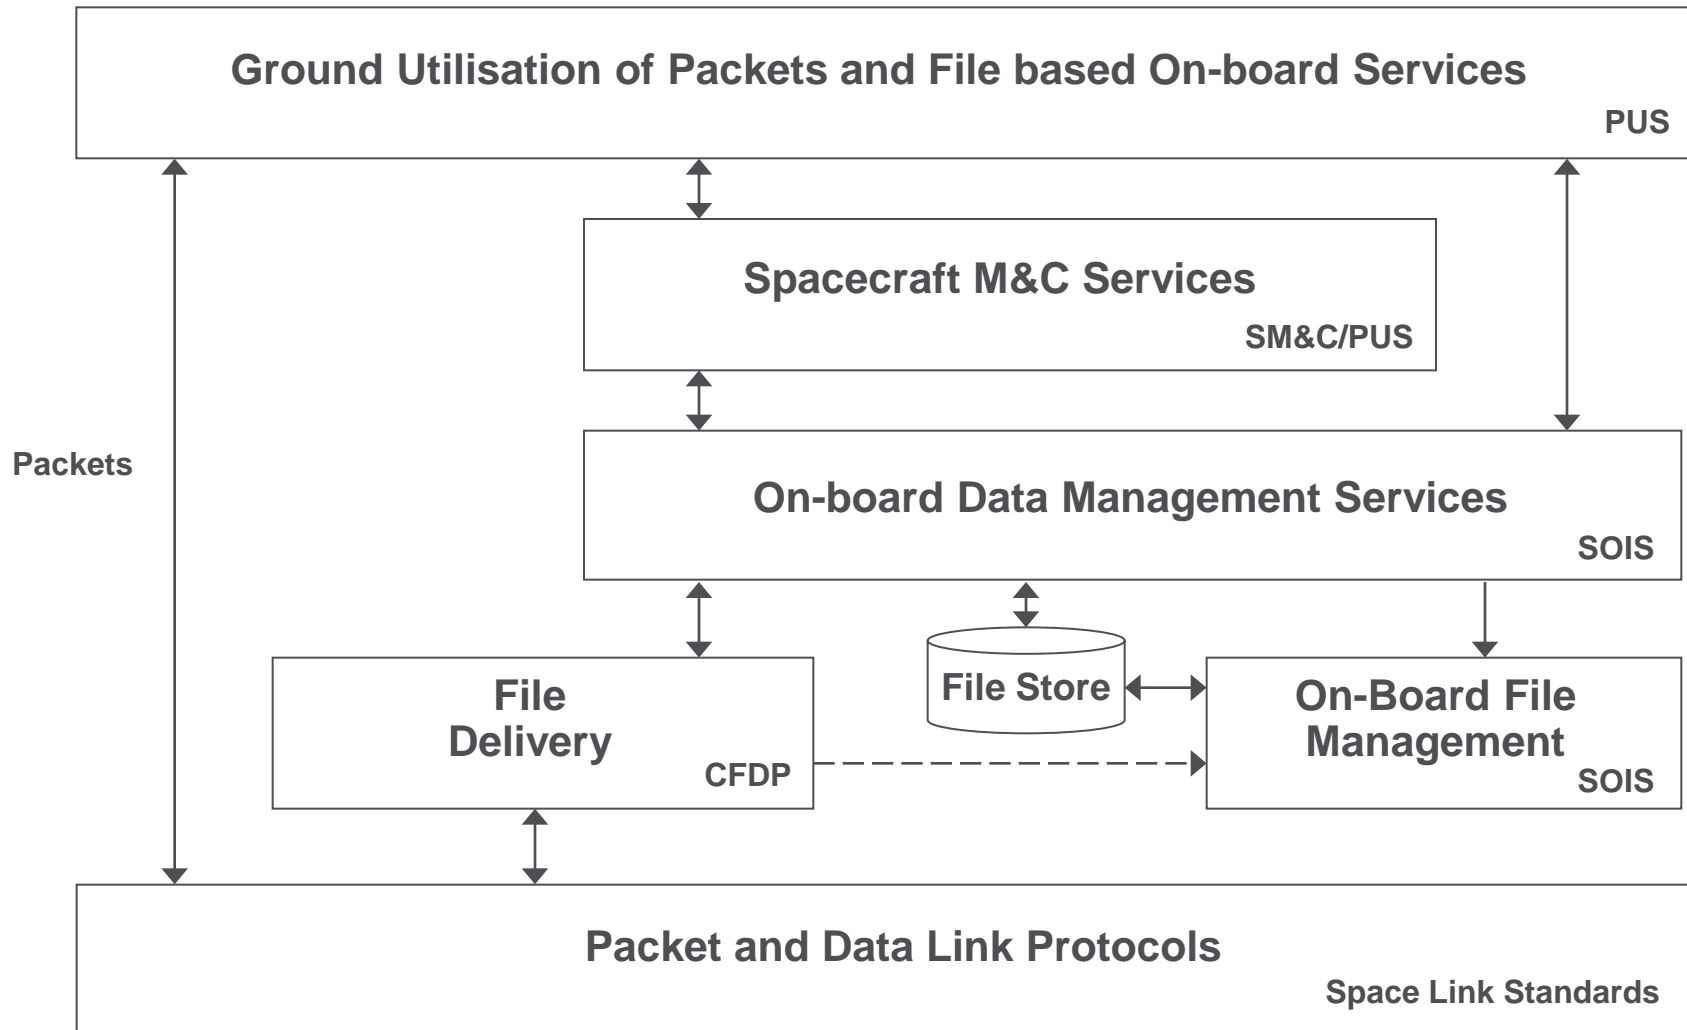 Ground Utilisation of Packets and File based On-board Services
PUS
Spacecraft M&C Services
SM&C/PUS
Packets
On-board Data Management Services
SOIS
File
Delivery
CFDP
File Store
On-Board File
Management
SOIS
Packet and Data Link Protocols
Space Link Standards